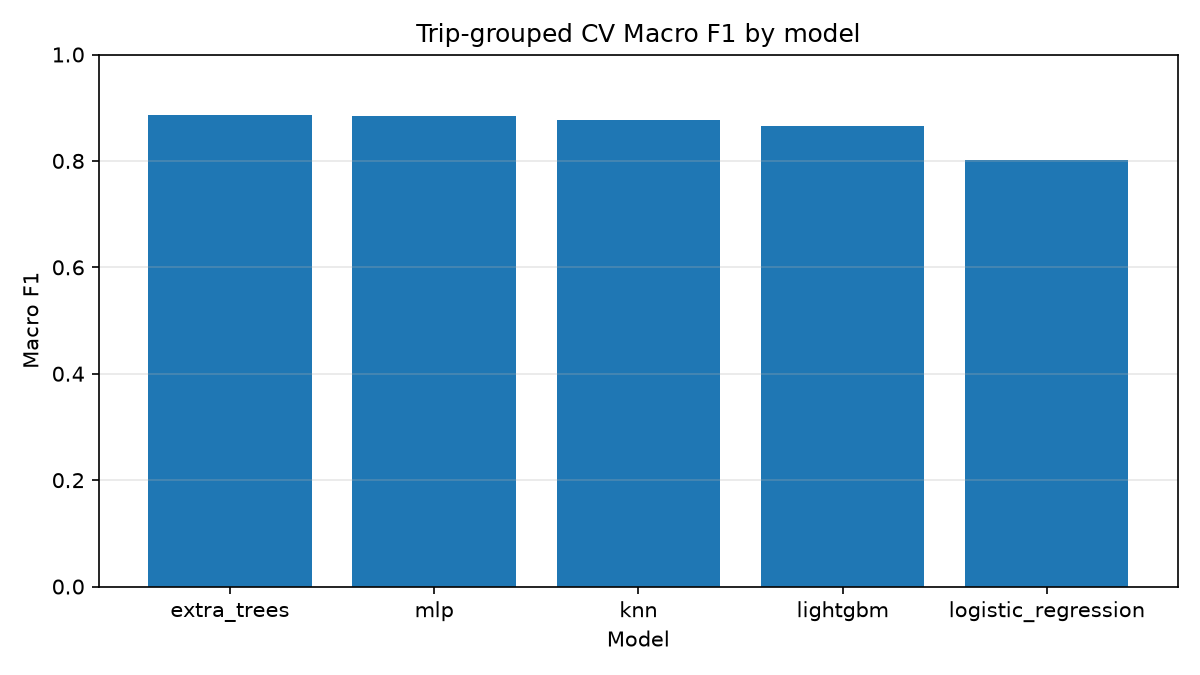 Trip-grouped CV Macro F1 by model
1.0
0.8
0.6
0.4
0.2
0.0
Macro F1
extra_trees mlp knn lightgbm logistic_regression
Model